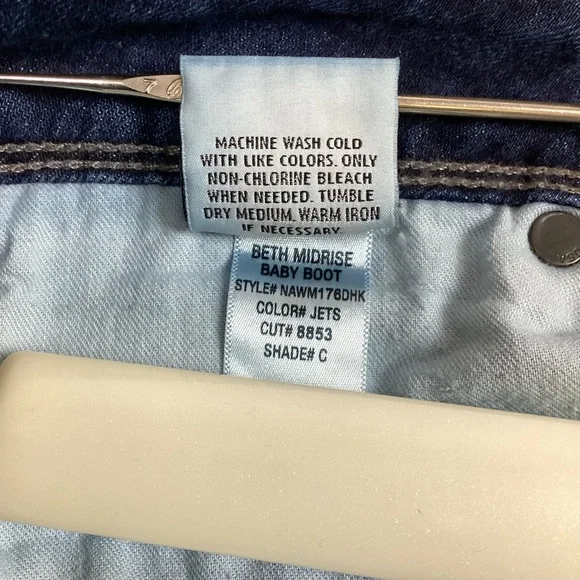 MACHINE WASH COLD
WITH LIKE COLORS. ONLY
NON-CHLORINE BLEACH
WHEN NEEDED. TUMBLE
DRY MEDIUM. WARM IRON
IF NECESSARY.
BETH MIDRISE
BABY BOOT
STYLE# NAWM176DHK
COLOR# JETS
CUT# 8853
SHADE# C